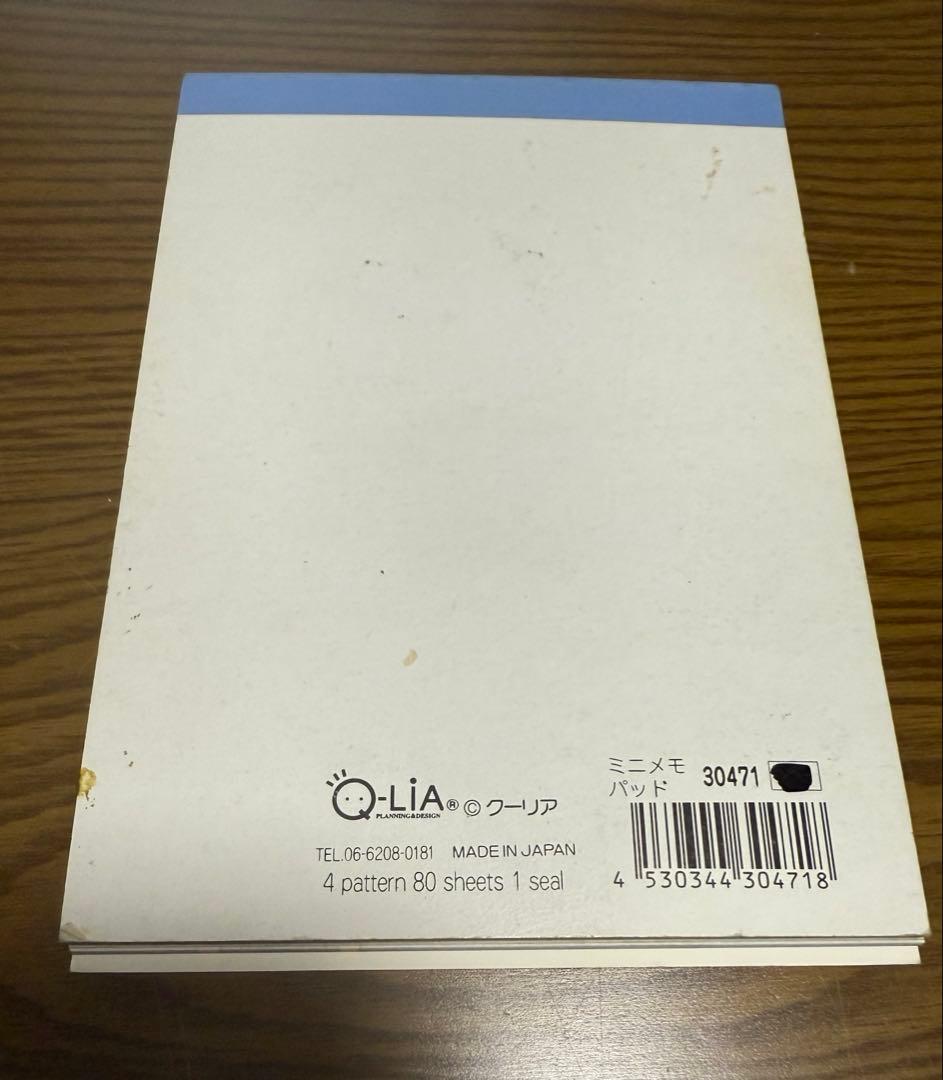 Q-LiA® © クーリア
PLANNING&DESIGN
TEL.06-6208-0181 MADE IN JAPAN
4 pattern 80 sheets 1 seal
ミニメモ
パッド
30471
4 530344 304718